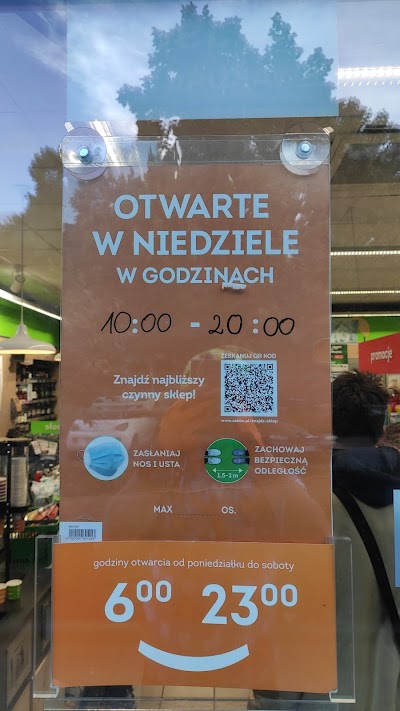 OTWARTE
W NIEDZIELE
W GODZINACH
10:00 - 20:00
ZESKANUJ QR KOD
Znajdź najbliższy
czynny sklep!
ZASŁANIAJ
NOS I USTA
ZACHOWAJ
BEZPIECZNĄ
ODLEGŁOŚĆ
1,5-2 m
MAX OS.
godziny otwarcia od poniedziałku do soboty
6⁰⁰ 23⁰⁰
promocje